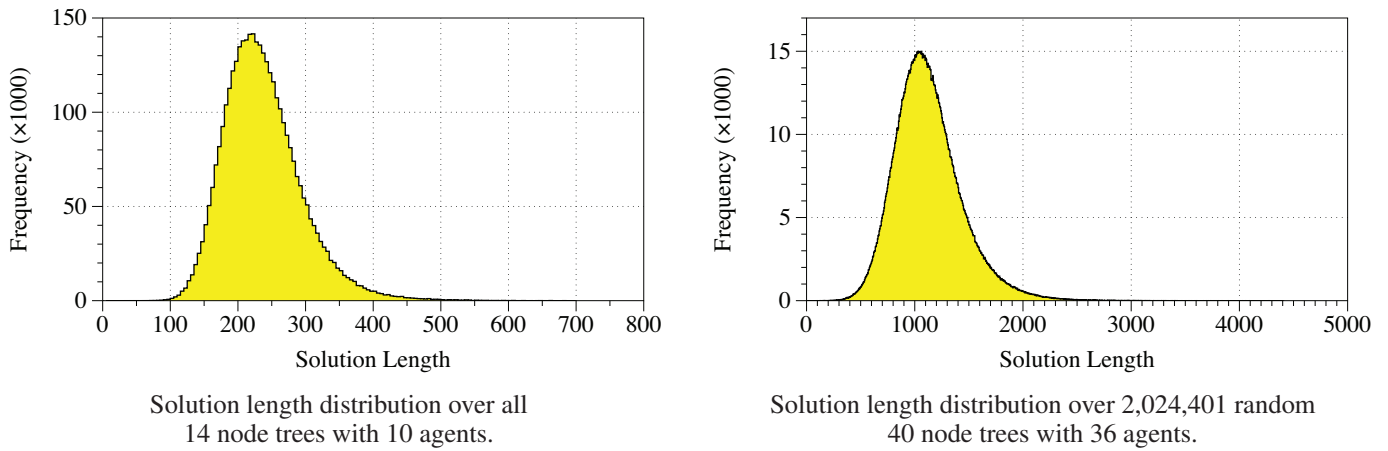 150
100
50
0
Frequency (×1000)
0 100 200 300 400 500 600 700 800
Solution Length
Solution length distribution over all
14 node trees with 10 agents.
15
10
5
0
Frequency (×1000)
0 1000 2000 3000 4000 5000
Solution Length
Solution length distribution over 2,024,401 random
40 node trees with 36 agents.